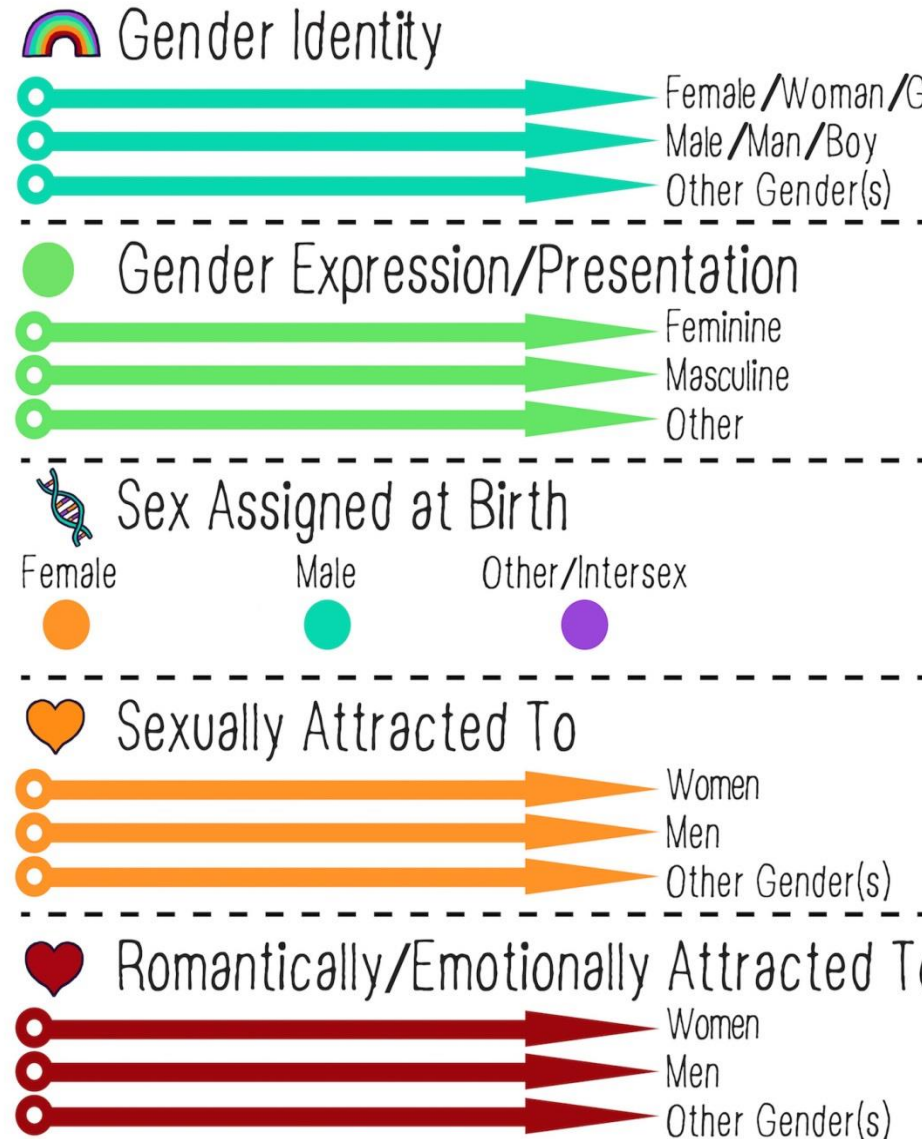 Gender Identity
Female/Woman/G
Male/Man/Boy
Other Gender(s)
Gender Expression/Presentation
Feminine
Masculine
Other
Sex Assigned at Birth
Female Male Other/Intersex
Sexually Attracted To
Women
Men
Other Gender(s)
Romantically/Emotionally Attracted To
Women
Men
Other Gender(s)